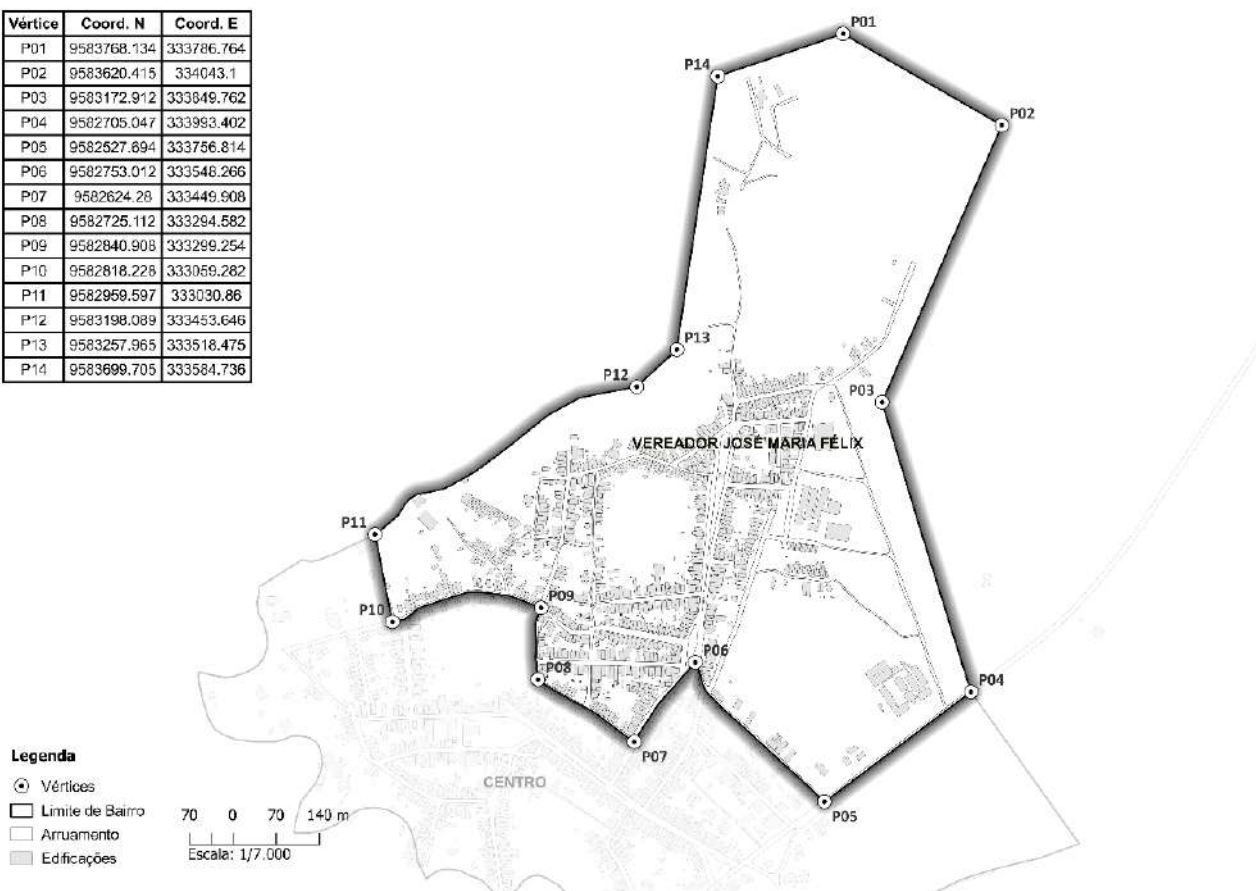 Vértice Coord. N Coord. E
P01 9583768.134 333786.764
P02 9583620.415 334043.1
P03 9583172.912 333849.762
P04 9582705.047 333993.402
P05 9582527.694 333756.814
P06 9582753.012 333548.266
P07 9582624.28 333449.908
P08 9582725.112 333294.582
P09 9582840.908 333299.254
P10 9582818.228 333059.282
P11 9582959.597 333030.86
P12 9583198.089 333453.646
P13 9583257.965 333518.475
P14 9583699.705 333584.736
P01
P14
P02
P13
P12
P03
VEREADOR JOSÉ MARIA FÉLIX
P11
P10
P09
P06
P08
P04
P07
CENTRO
P05
Legenda
Vértices
Limite de Bairro
Arruamento
Edificações
70 0 70 140 m
Escala: 1/7.000